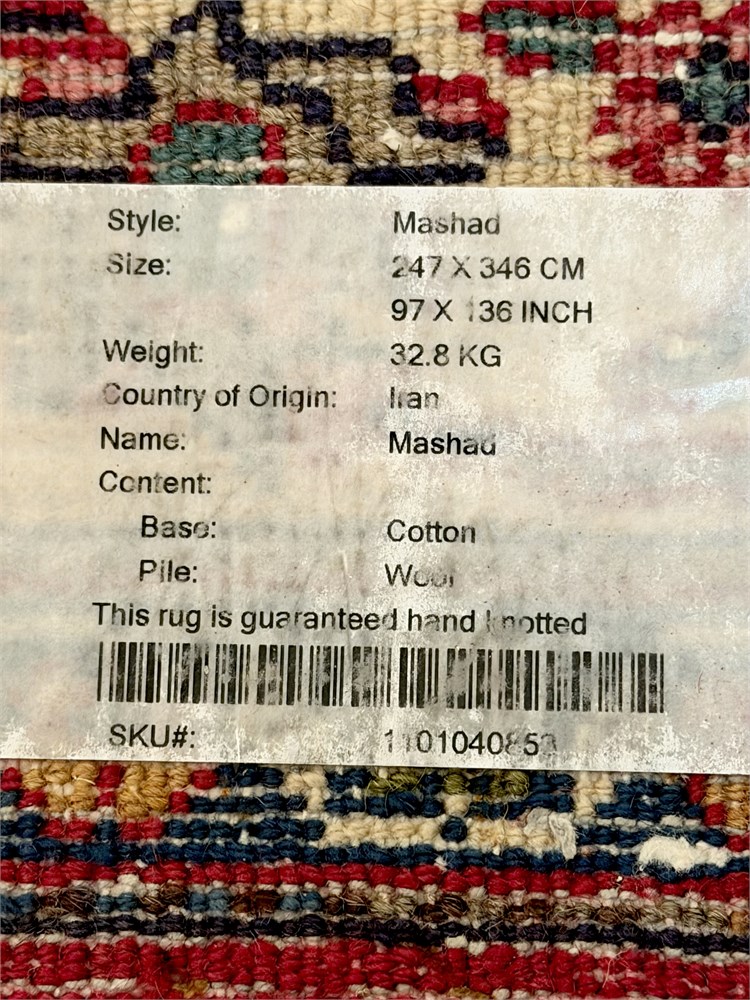 Style: Mashad
Size: 247 X 346 CM
97 X 136 INCH
Weight: 32.8 KG
Country of Origin: Iran
Name: Mashad
Content:
Base: Cotton
Pile: Wool
This rug is guaranteed hand knotted
SKU#: